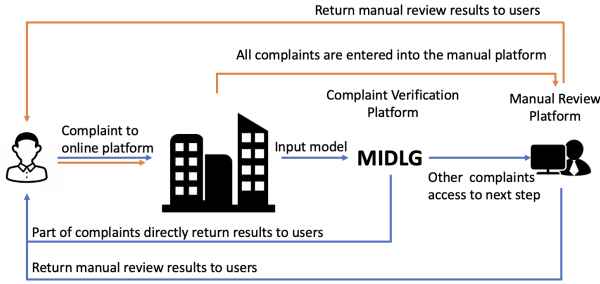 Return manual review results to users
All complaints are entered into the manual platform
Complaint Verification
Platform
Manual Review
Platform
Complaint to
online platform
Input model
MIDLG
Other complaints
access to next step
Part of complaints directly return results to users
Return manual review results to users